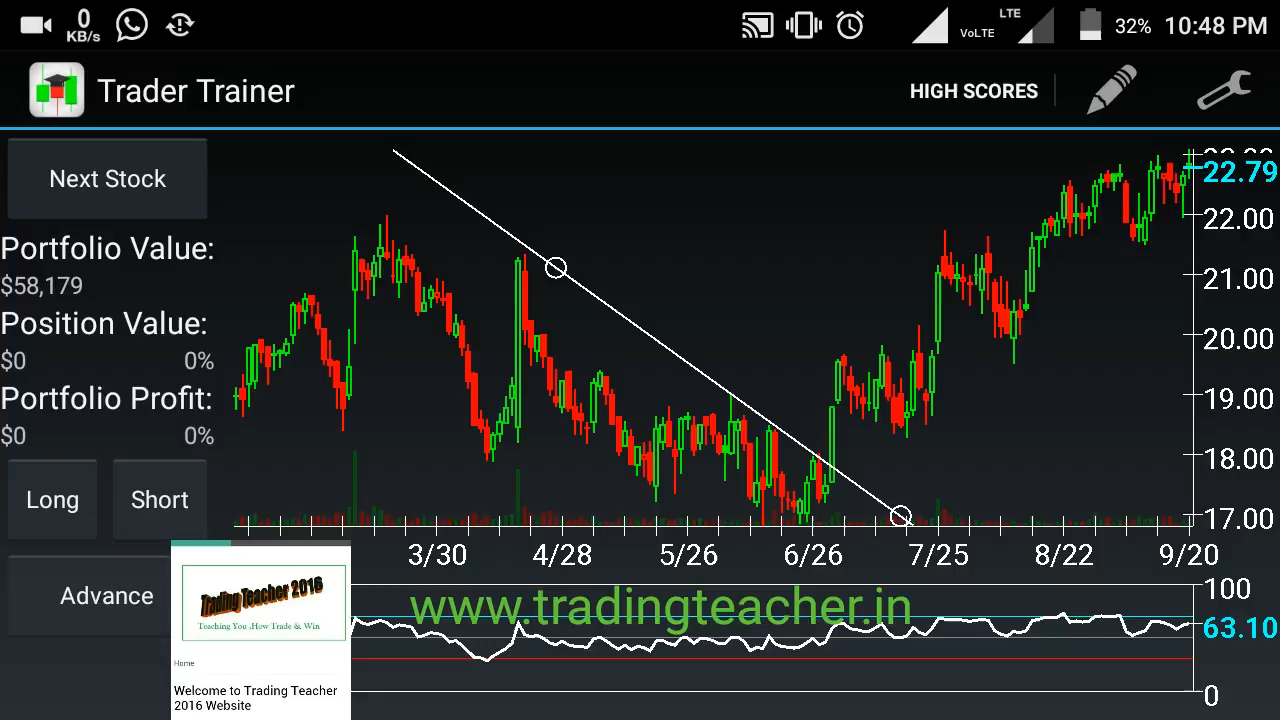 0
KB/s
LTE
VoLTE
32% 10:48 PM
Trader Trainer
HIGH SCORES
Next Stock
Portfolio Value:
$58,179
Position Value:
$0 0%
Portfolio Profit:
$0 0%
Long Short
Advance
22.79
22.00
21.00
20.00
19.00
18.00
17.00
3/30 4/28 5/26 6/26 7/25 8/22 9/20
100
63.10
0
www.tradingteacher.in
Trading Teacher 2016
Teaching You ,How Trade & Win
Home
Welcome to Trading Teacher
2016 Website